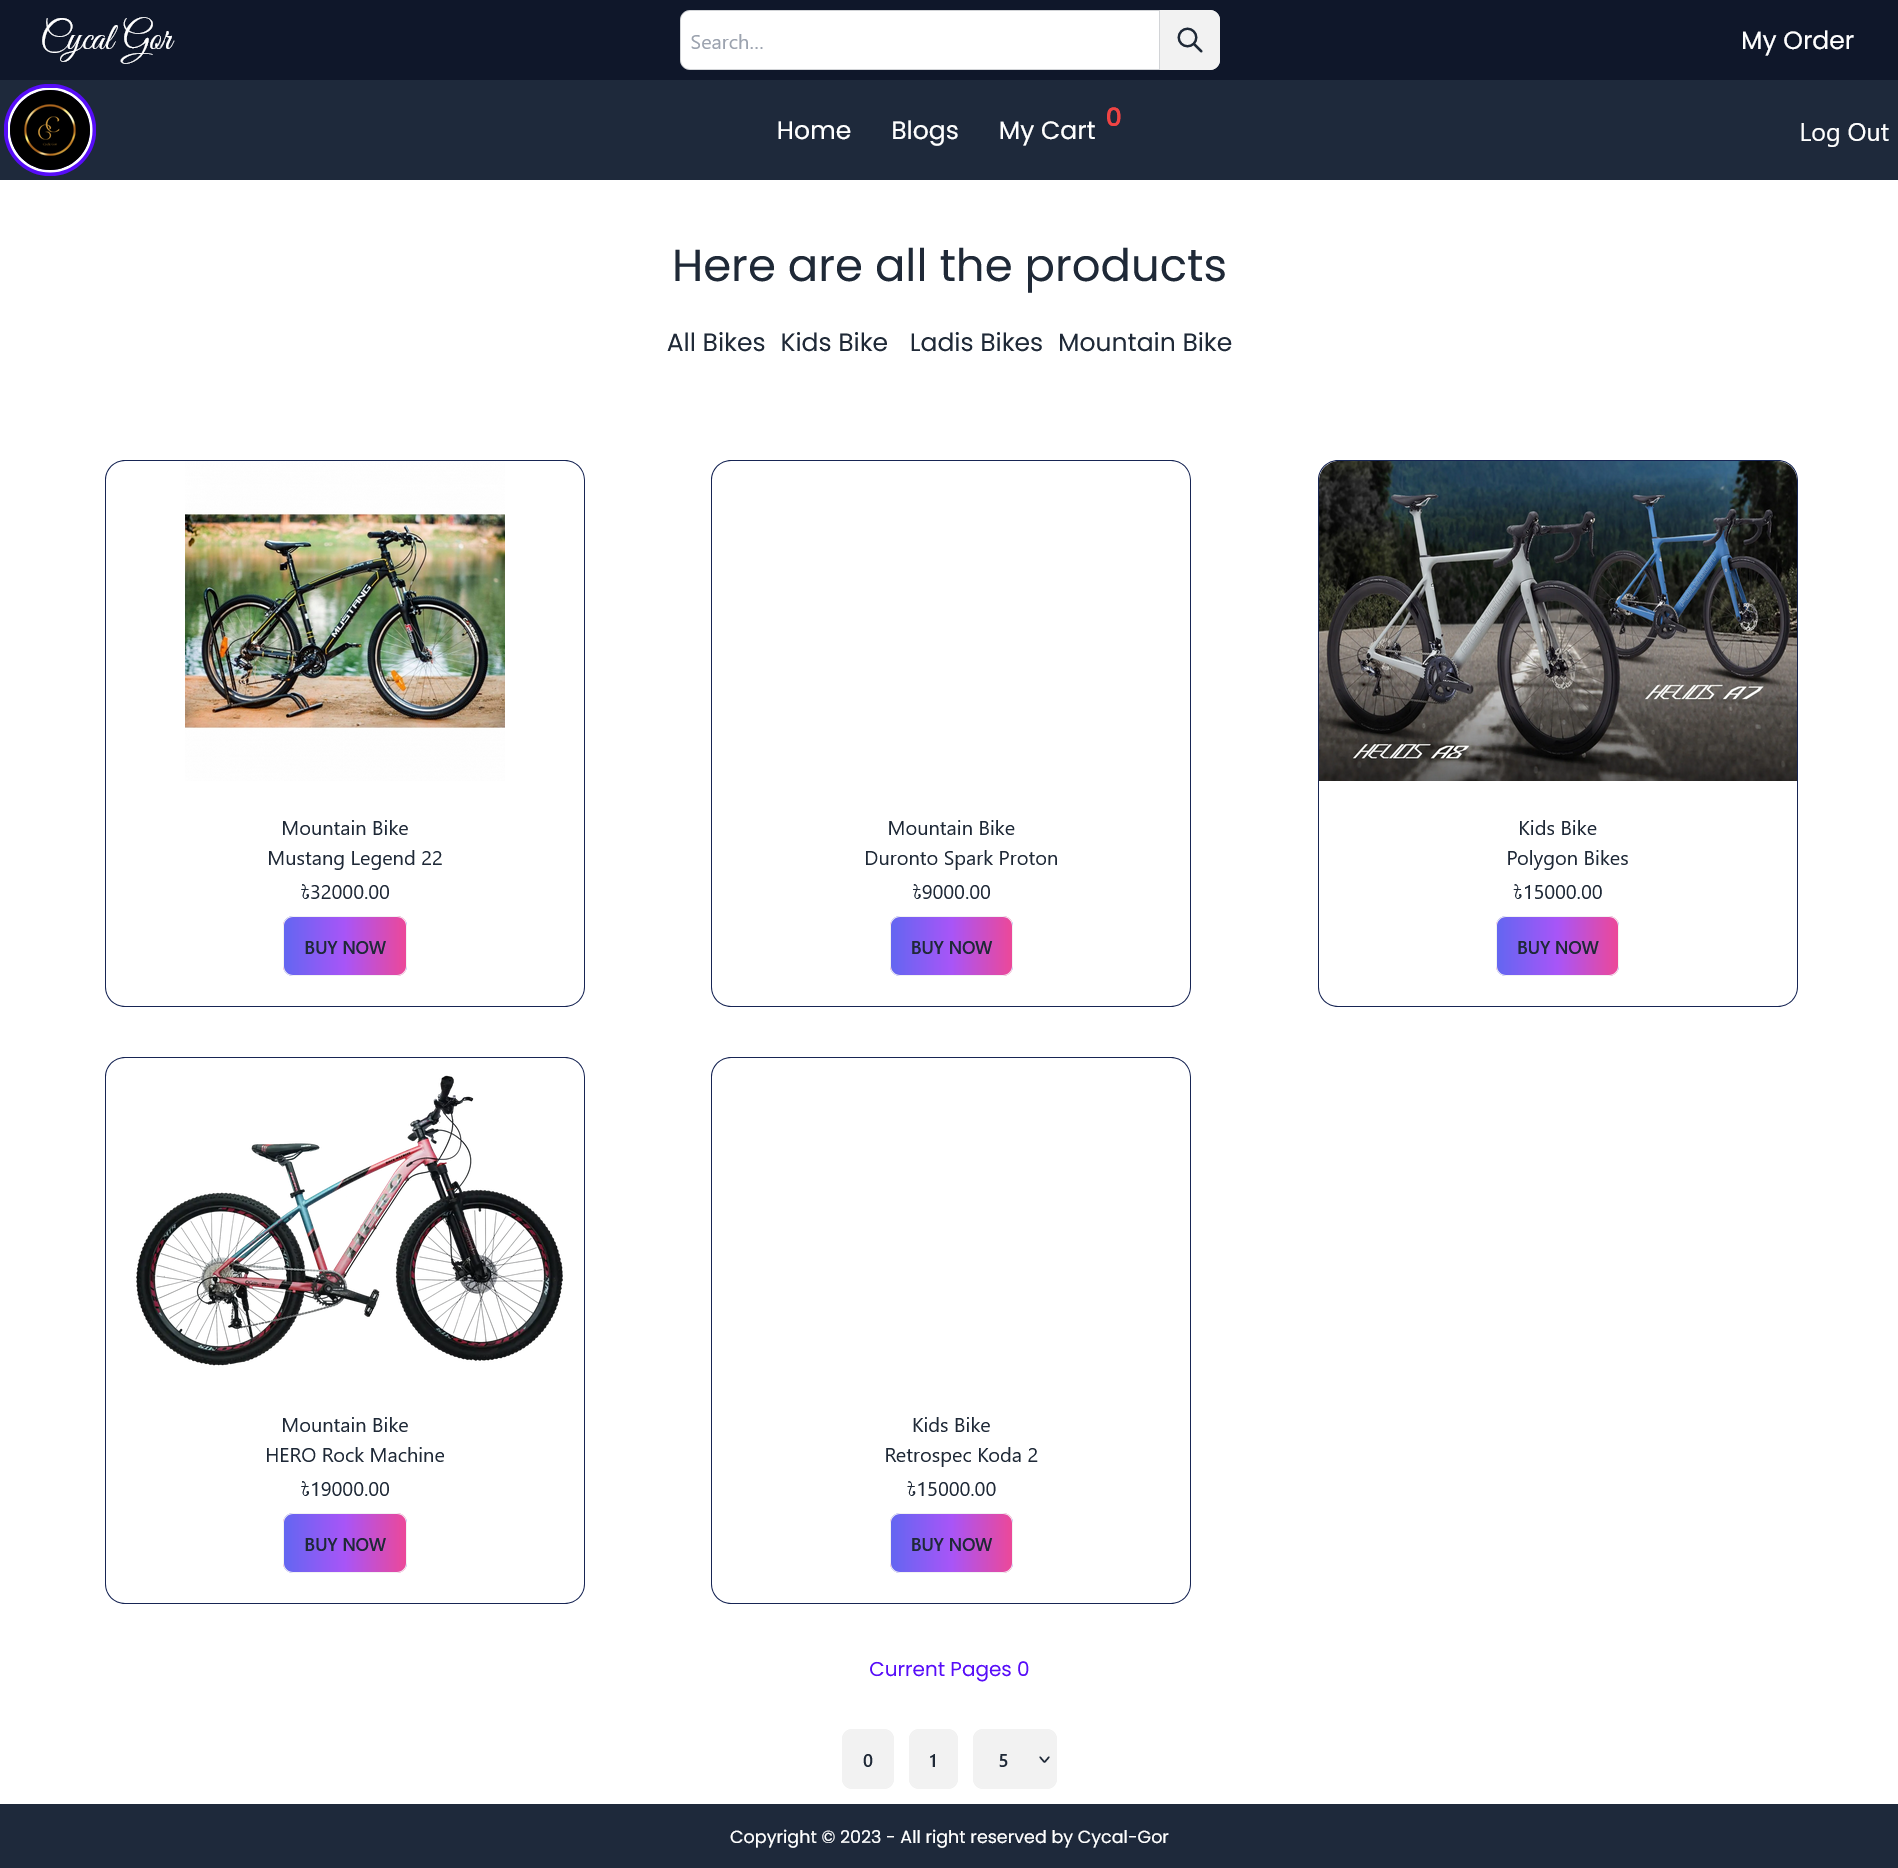 Cycal Gor
Search...
My Order
Home Blogs My Cart 0
Log Out
Here are all the products
All Bikes Kids Bike Ladis Bikes Mountain Bike
MUSTANG
HELIOS A7
HELIOS A8
Mountain Bike
Mustang Legend 22
৳32000.00
BUY NOW
Mountain Bike
Duronto Spark Proton
৳9000.00
BUY NOW
Kids Bike
Polygon Bikes
৳15000.00
BUY NOW
Mountain Bike
HERO Rock Machine
৳19000.00
BUY NOW
Kids Bike
Retrospec Koda 2
৳15000.00
BUY NOW
Current Pages 0
0 1 5
Copyright © 2023 - All right reserved by Cycal-Gor